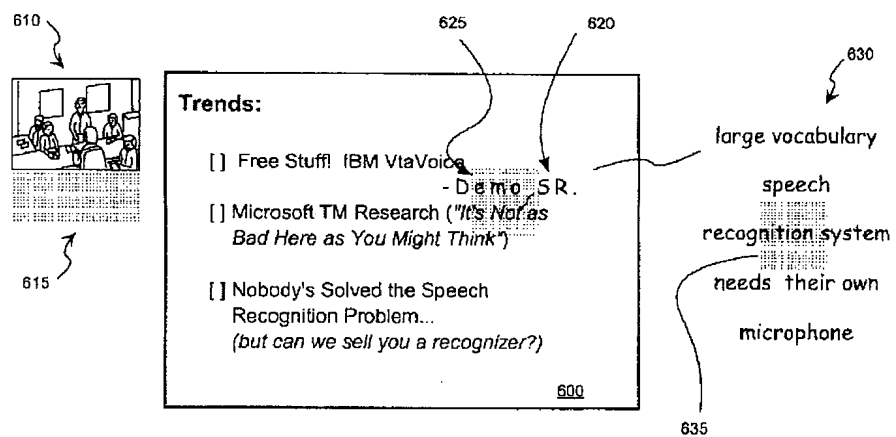 610
625
620
630
Trends:
large vocabulary
[ ] Free Stuff! IBM VtaVoice
speech
-Demo SR.
[ ] Microsoft TM Research ("It's Not as
Bad Here as You Might Think")
recognition system
615
needs their own
[ ] Nobody's Solved the Speech
Recognition Problem...
microphone
(but can we sell you a recognizer?)
600
635